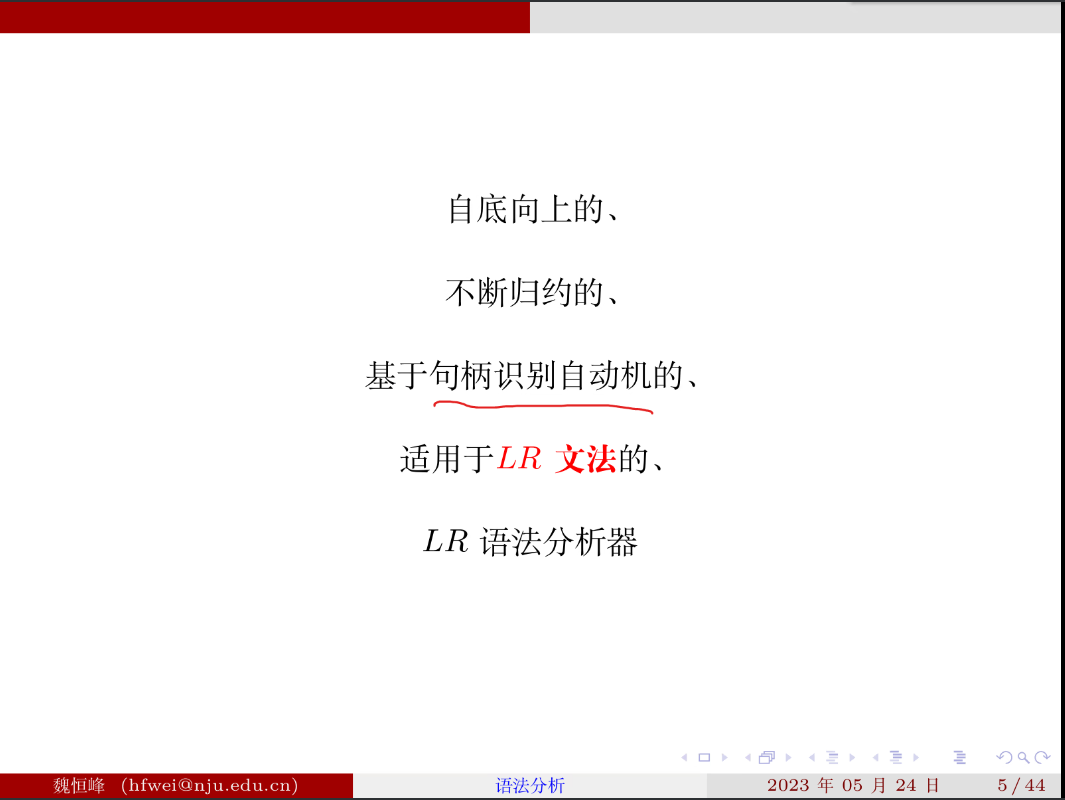 自底向上的、
不断归约的、
基于句柄识别自动机的、
适用于LR 文法的、
LR 语法分析器
魏恒峰 (hfwei@nju.edu.cn) 语法分析 2023 年 05 月 24 日 5 / 44